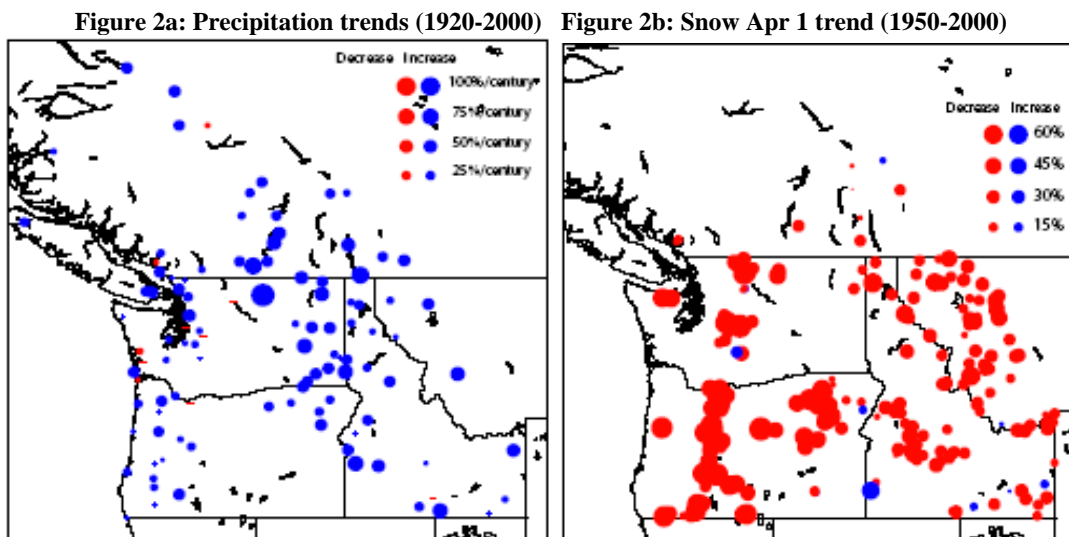 Figure 2a: Precipitation trends (1920-2000)
Decrease Increase
100%/century
75%/century
50%/century
25%/century
Figure 2b: Snow Apr 1 trend (1950-2000)
Decrease Increase
60%
45%
30%
15%